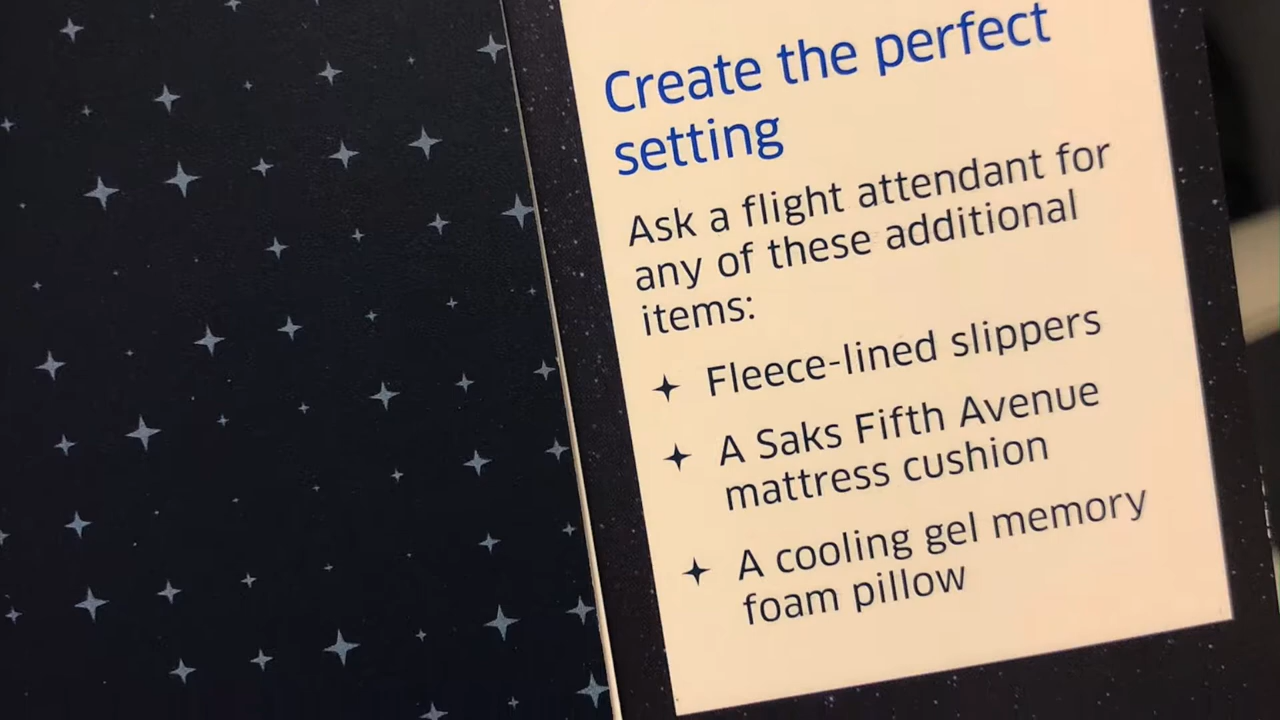 Create the perfect
setting
Ask a flight attendant for
any of these additional
items:
Fleece-lined slippers
A Saks Fifth Avenue
mattress cushion
A cooling gel memory
foam pillow